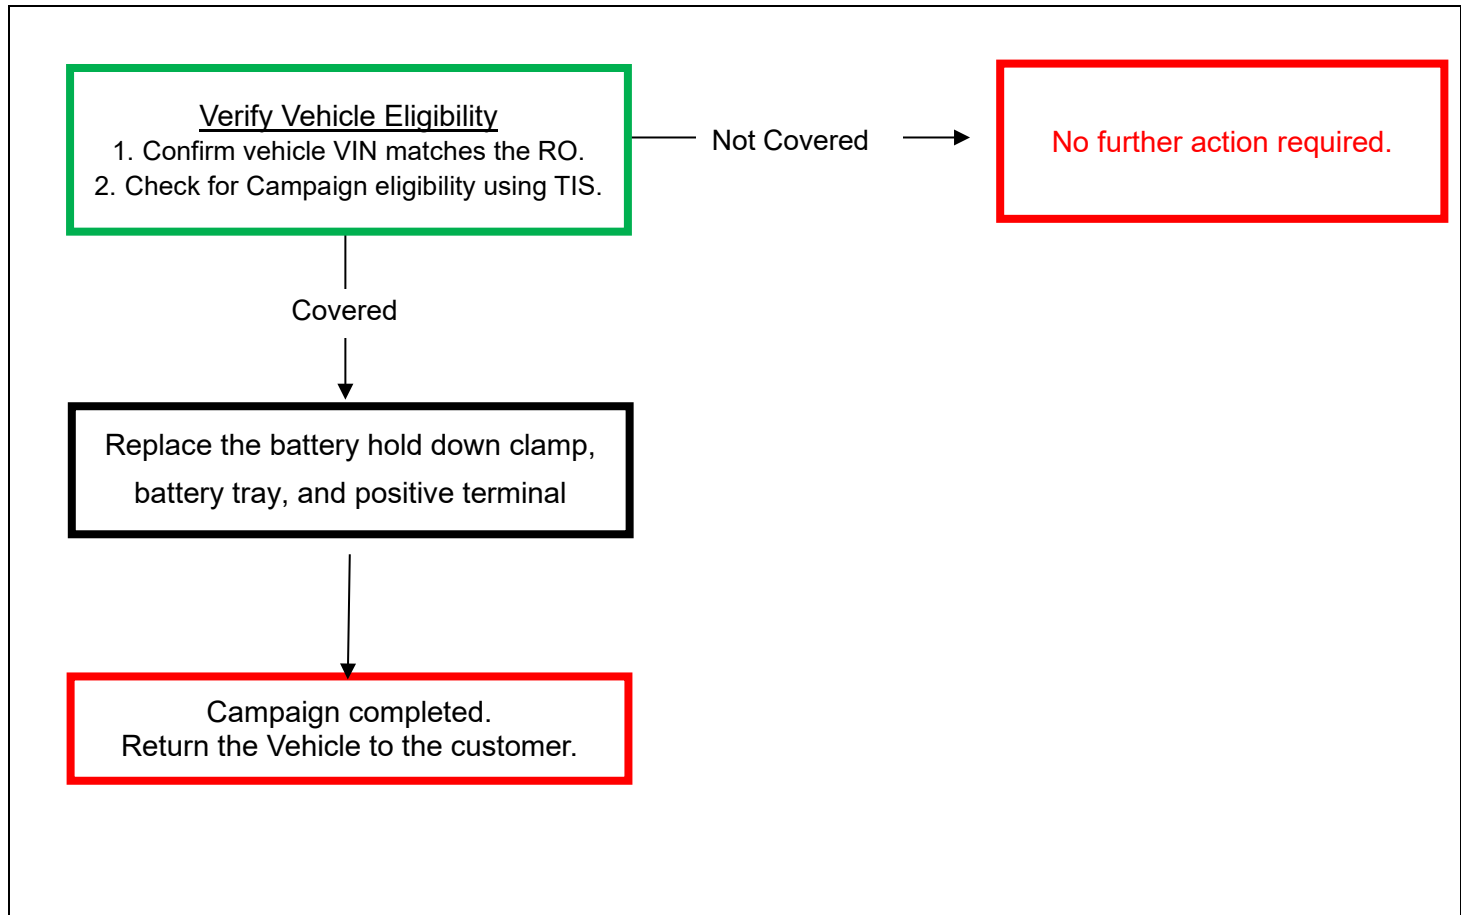 Verify Vehicle Eligibility
1. Confirm vehicle VIN matches the RO.
2. Check for Campaign eligibility using TIS.
Not Covered
No further action required.
Covered
Replace the battery hold down clamp,
battery tray, and positive terminal
Campaign completed.
Return the Vehicle to the customer.